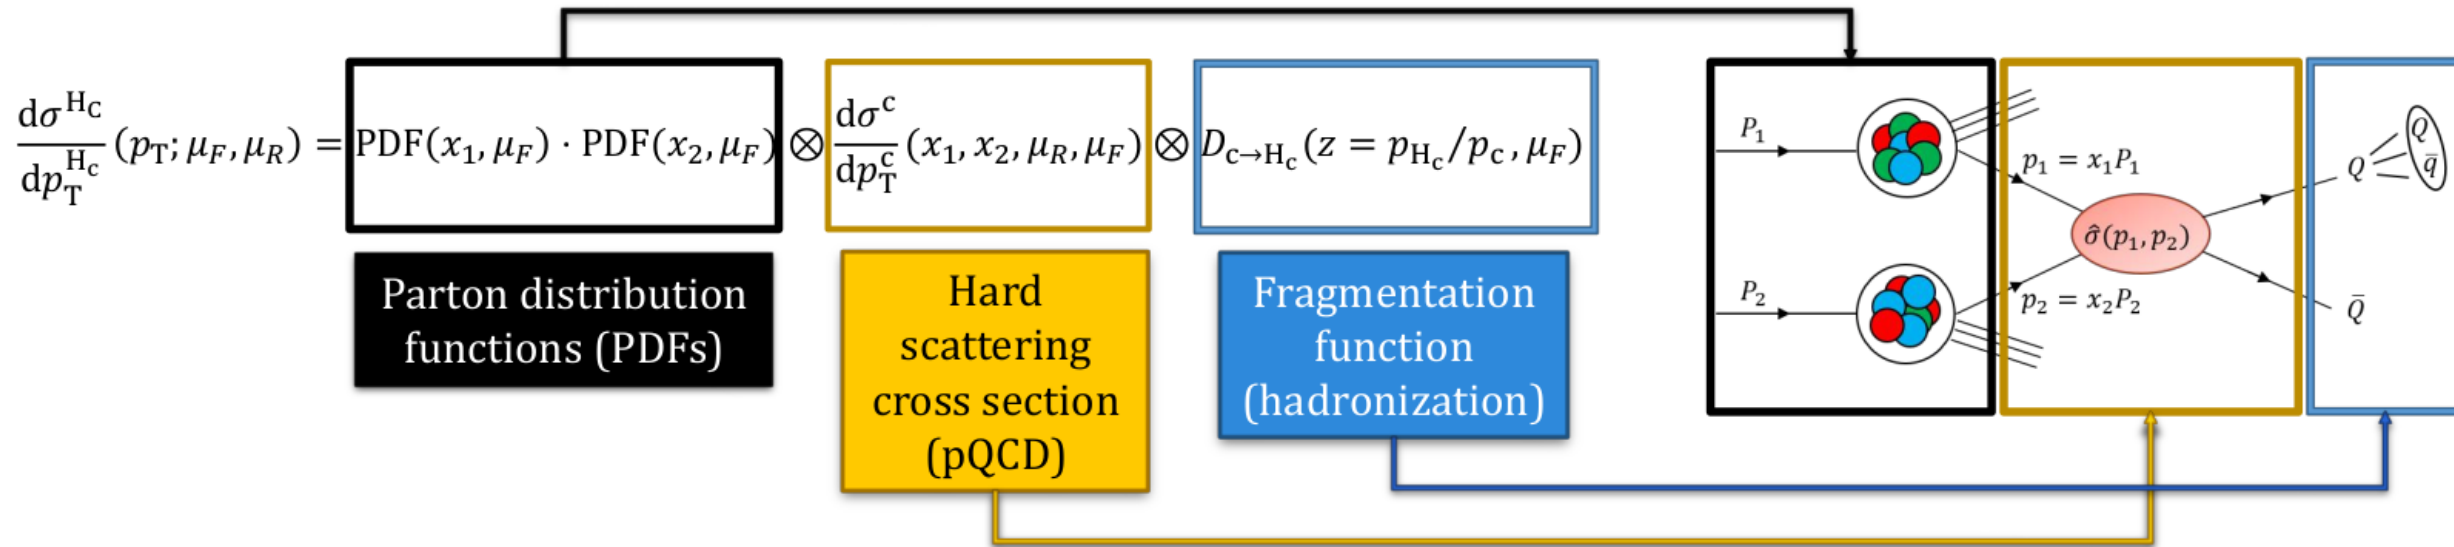 dσ^{H_C}/dp_T^{H_c} (p_T; μ_F, μ_R) = PDF(x_1, μ_F) · PDF(x_2, μ_F) ⊗ dσ^c/dp_T^c (x_1, x_2, μ_R, μ_F) ⊗ D_{c→H_c}(z = p_{H_c}/p_c, μ_F)
Parton distribution
functions (PDFs)
Hard
scattering
cross section
(pQCD)
Fragmentation
function
(hadronization)
P_1
p_1 = x_1P_1
σ̂(p_1, p_2)
P_2
p_2 = x_2P_2
Q
Q
q̄
Q̄